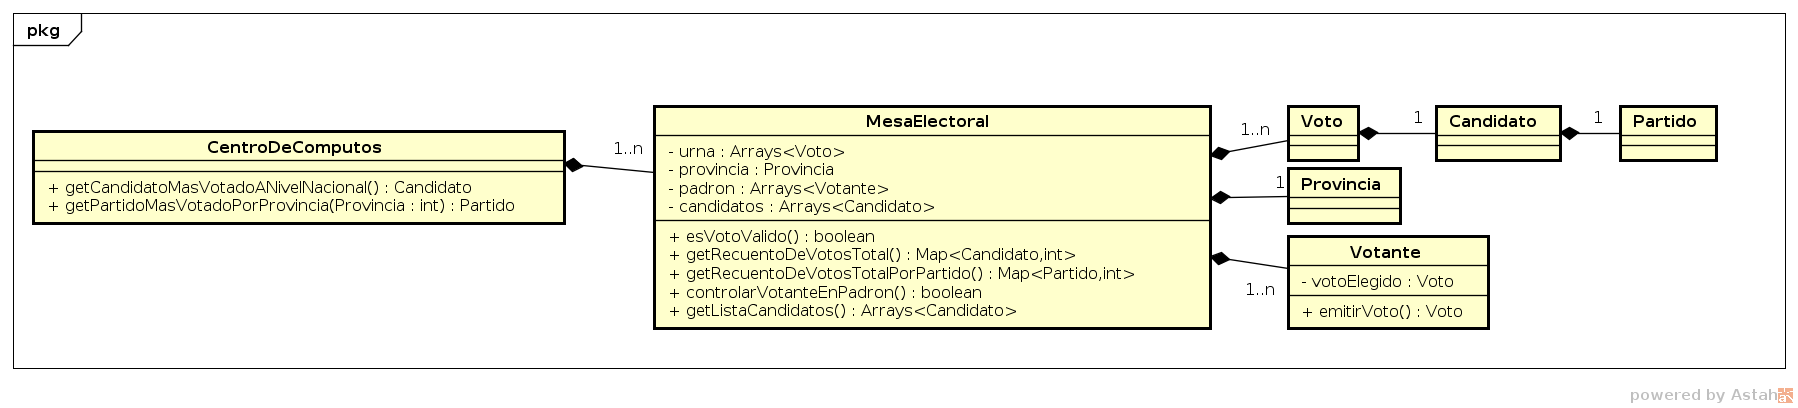 pkg
CentroDeComputos
+ getCandidatoMasVotadoANivelNacional() : Candidato
+ getPartidoMasVotadoPorProvincia(Provincia : int) : Partido
1..n
MesaElectoral
- urna : Arrays<Voto>
- provincia : Provincia
- padron : Arrays<Votante>
- candidatos : Arrays<Candidato>
+ esVotoValido() : boolean
+ getRecuentoDeVotosTotal() : Map<Candidato,int>
+ getRecuentoDeVotosTotalPorPartido() : Map<Partido,int>
+ controlarVotanteEnPadron() : boolean
+ getListaCandidatos() : Arrays<Candidato>
1..n
Voto
1
Candidato
1
Partido
1
Provincia
1..n
Votante
- votoElegido : Voto
+ emitirVoto() : Voto
powered by Astah